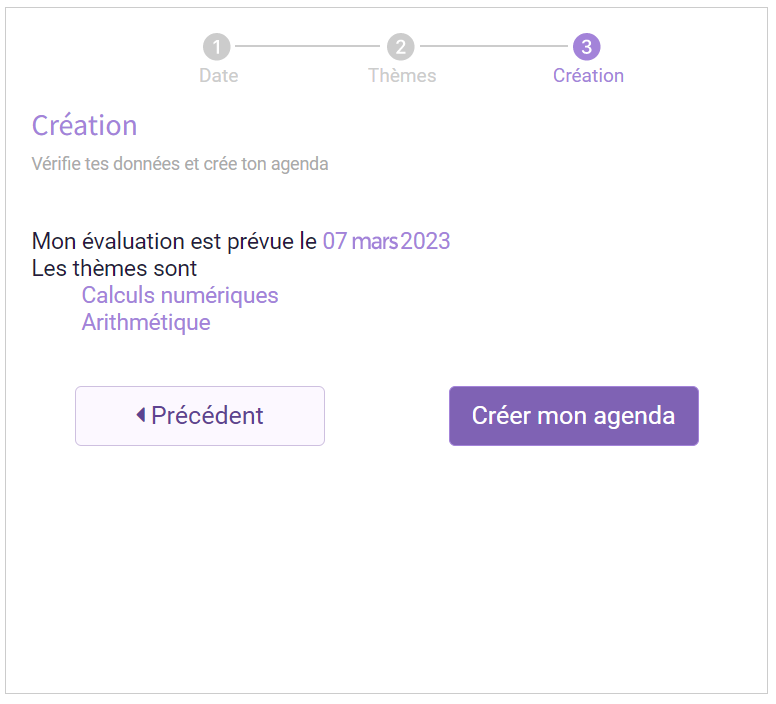 1 2 3
Date Thèmes Création
Création
Vérifie tes données et crée ton agenda
Mon évaluation est prévue le 07 mars 2023
Les thèmes sont
Calculs numériques
Arithmétique
Précédent Créer mon agenda